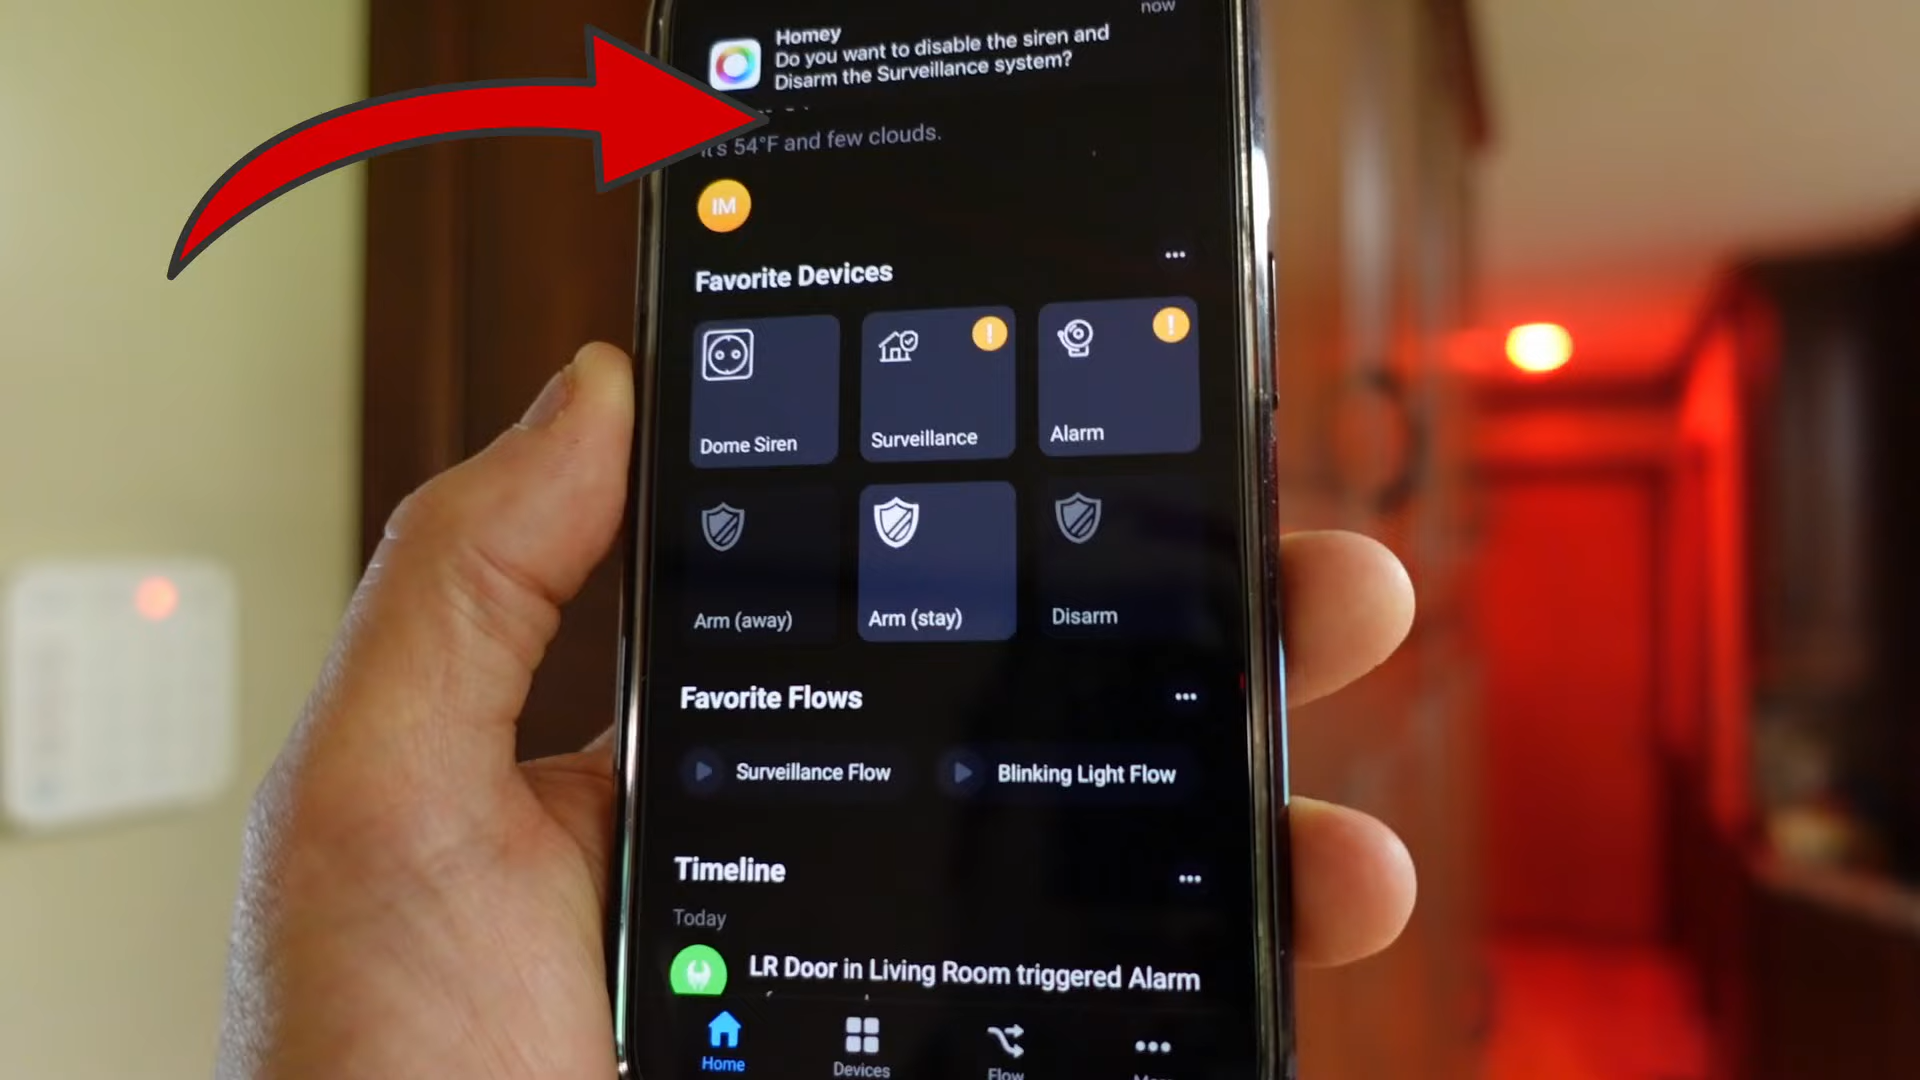 now
Homey
Do you want to disable the siren and
Disarm the Surveillance system?
It's 54°F and few clouds.
IM
Favorite Devices
Dome Siren
Surveillance
Alarm
Arm (away)
Arm (stay)
Disarm
Favorite Flows
Surveillance Flow
Blinking Light Flow
Timeline
Today
LR Door in Living Room triggered Alarm
Home
Devices
Flow